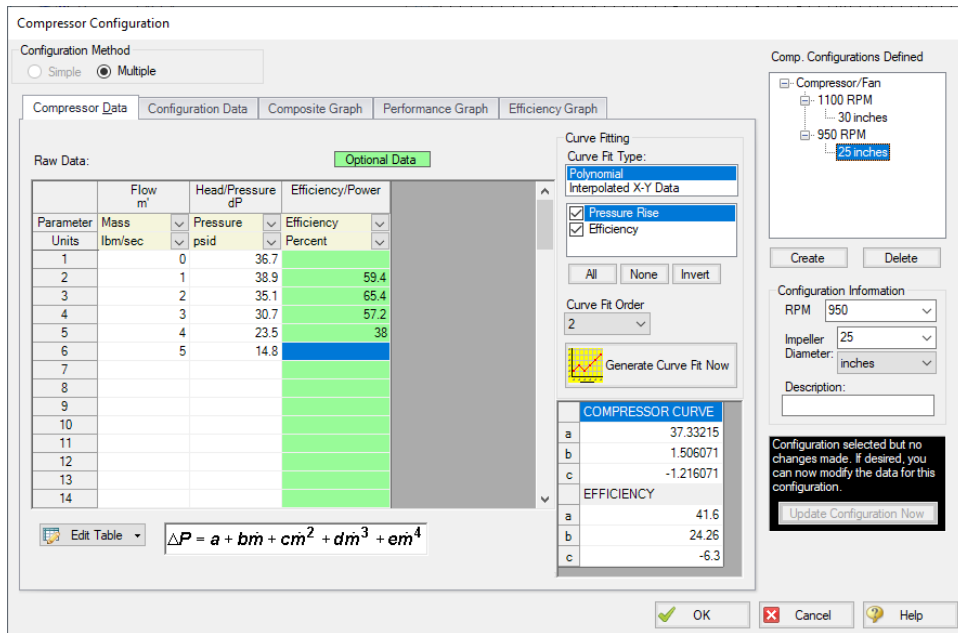 Compressor Configuration
Configuration Method
Simple Multiple
Compressor Data Configuration Data Composite Graph Performance Graph Efficiency Graph
Raw Data: Optional Data
Flow Head/Pressure Efficiency/Power
m' dP
Parameter Mass Pressure Efficiency
Units lbm/sec psid Percent
1 0 36.7
2 1 38.9 59.4
3 2 35.1 65.4
4 3 30.7 57.2
5 4 23.5 38
6 5 14.8
7
8
9
10
11
12
13
14
Edit Table
ΔP = a + bṁ + cṁ² + dṁ³ + eṁ⁴
Curve Fitting
Curve Fit Type:
Polynomial
Interpolated X-Y Data
Pressure Rise
Efficiency
All None Invert
Curve Fit Order
2
Generate Curve Fit Now
COMPRESSOR CURVE
a 37.33215
b 1.506071
c -1.216071
EFFICIENCY
a 41.6
b 24.26
c -6.3
Comp. Configurations Defined
Compressor/Fan
1100 RPM
30 inches
950 RPM
25 inches
Create Delete
Configuration Information
RPM 950
Impeller 25
Diameter: inches
Description:
Configuration selected but no
changes made. If desired, you
can now modify the data for this
configuration.
Update Configuration Now
OK Cancel Help